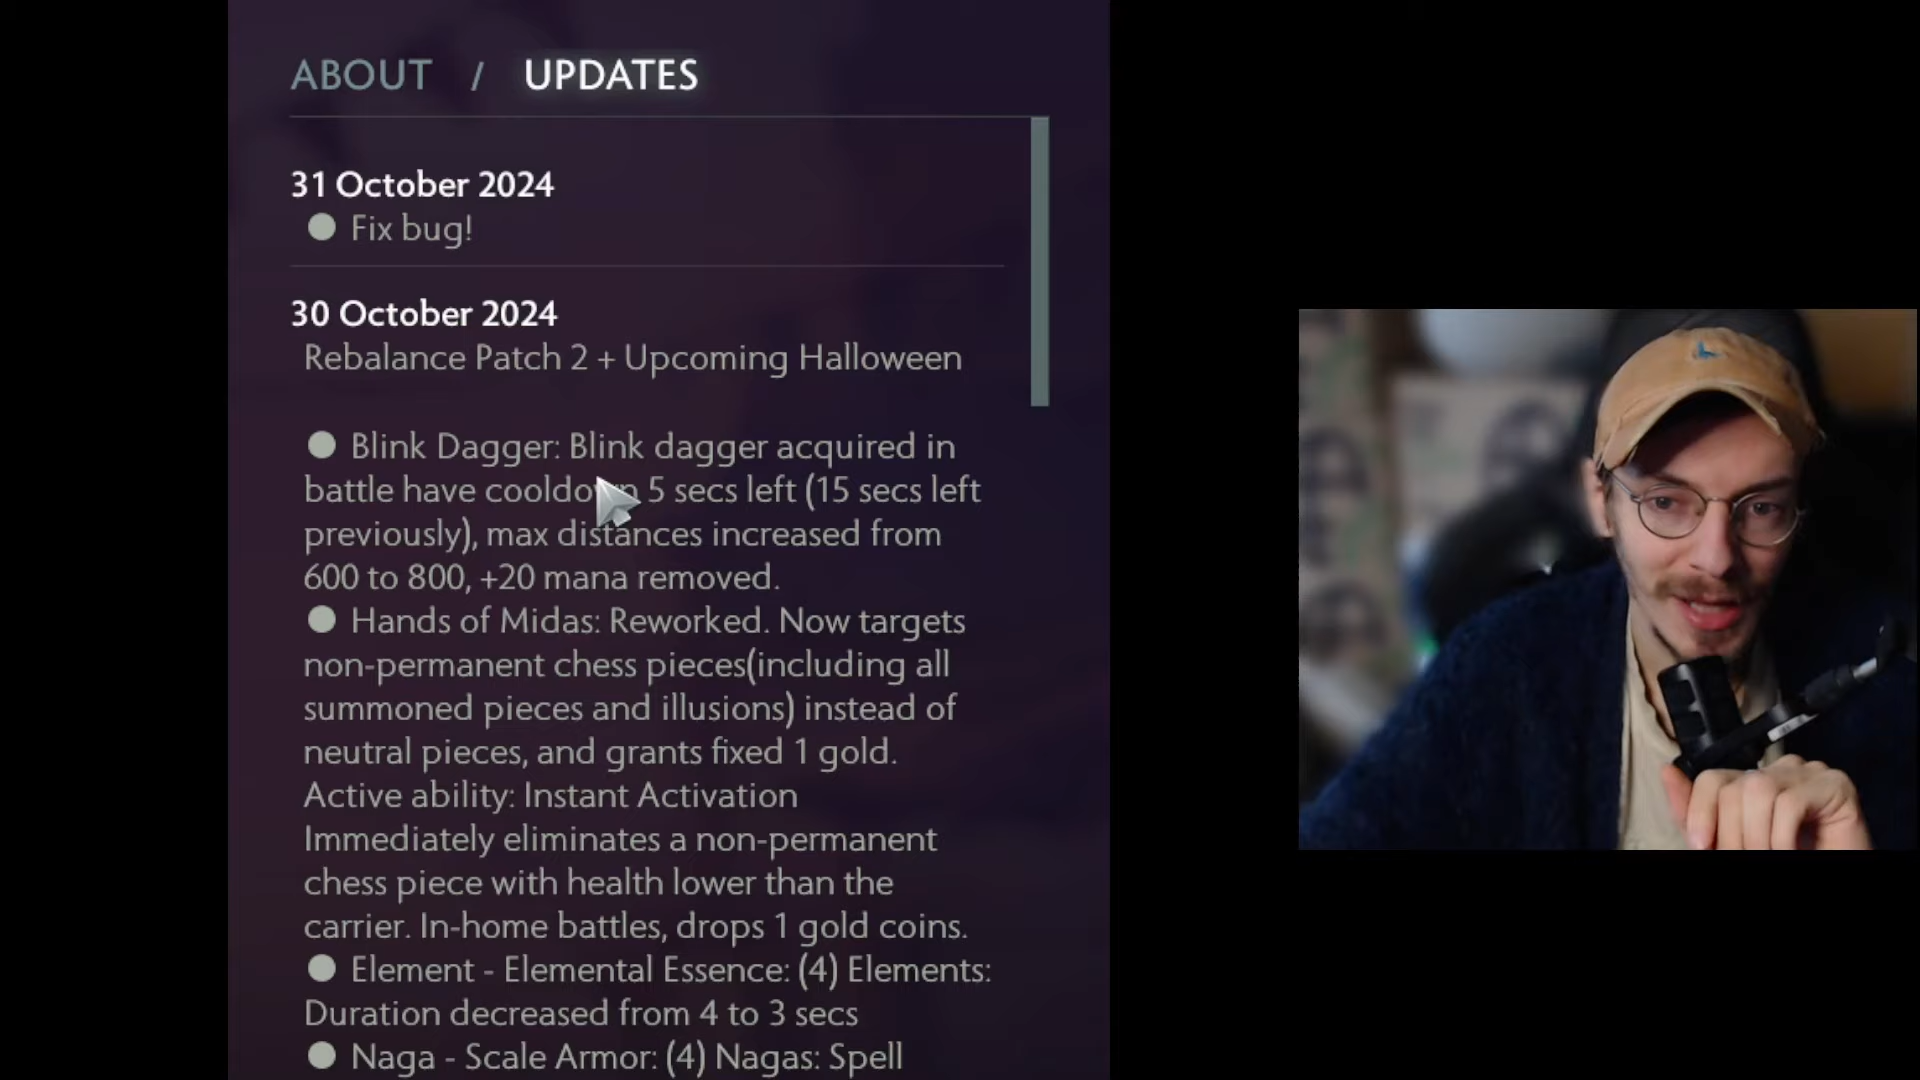 ABOUT / UPDATES
31 October 2024
● Fix bug!
30 October 2024
Rebalance Patch 2 + Upcoming Halloween
● Blink Dagger: Blink dagger acquired in
battle have cooldown 5 secs left (15 secs left
previously), max distances increased from
600 to 800, +20 mana removed.
● Hands of Midas: Reworked. Now targets
non-permanent chess pieces(including all
summoned pieces and illusions) instead of
neutral pieces, and grants fixed 1 gold.
Active ability: Instant Activation
Immediately eliminates a non-permanent
chess piece with health lower than the
carrier. In-home battles, drops 1 gold coins.
● Element - Elemental Essence: (4) Elements:
Duration decreased from 4 to 3 secs
● Naga - Scale Armor: (4) Nagas: Spell